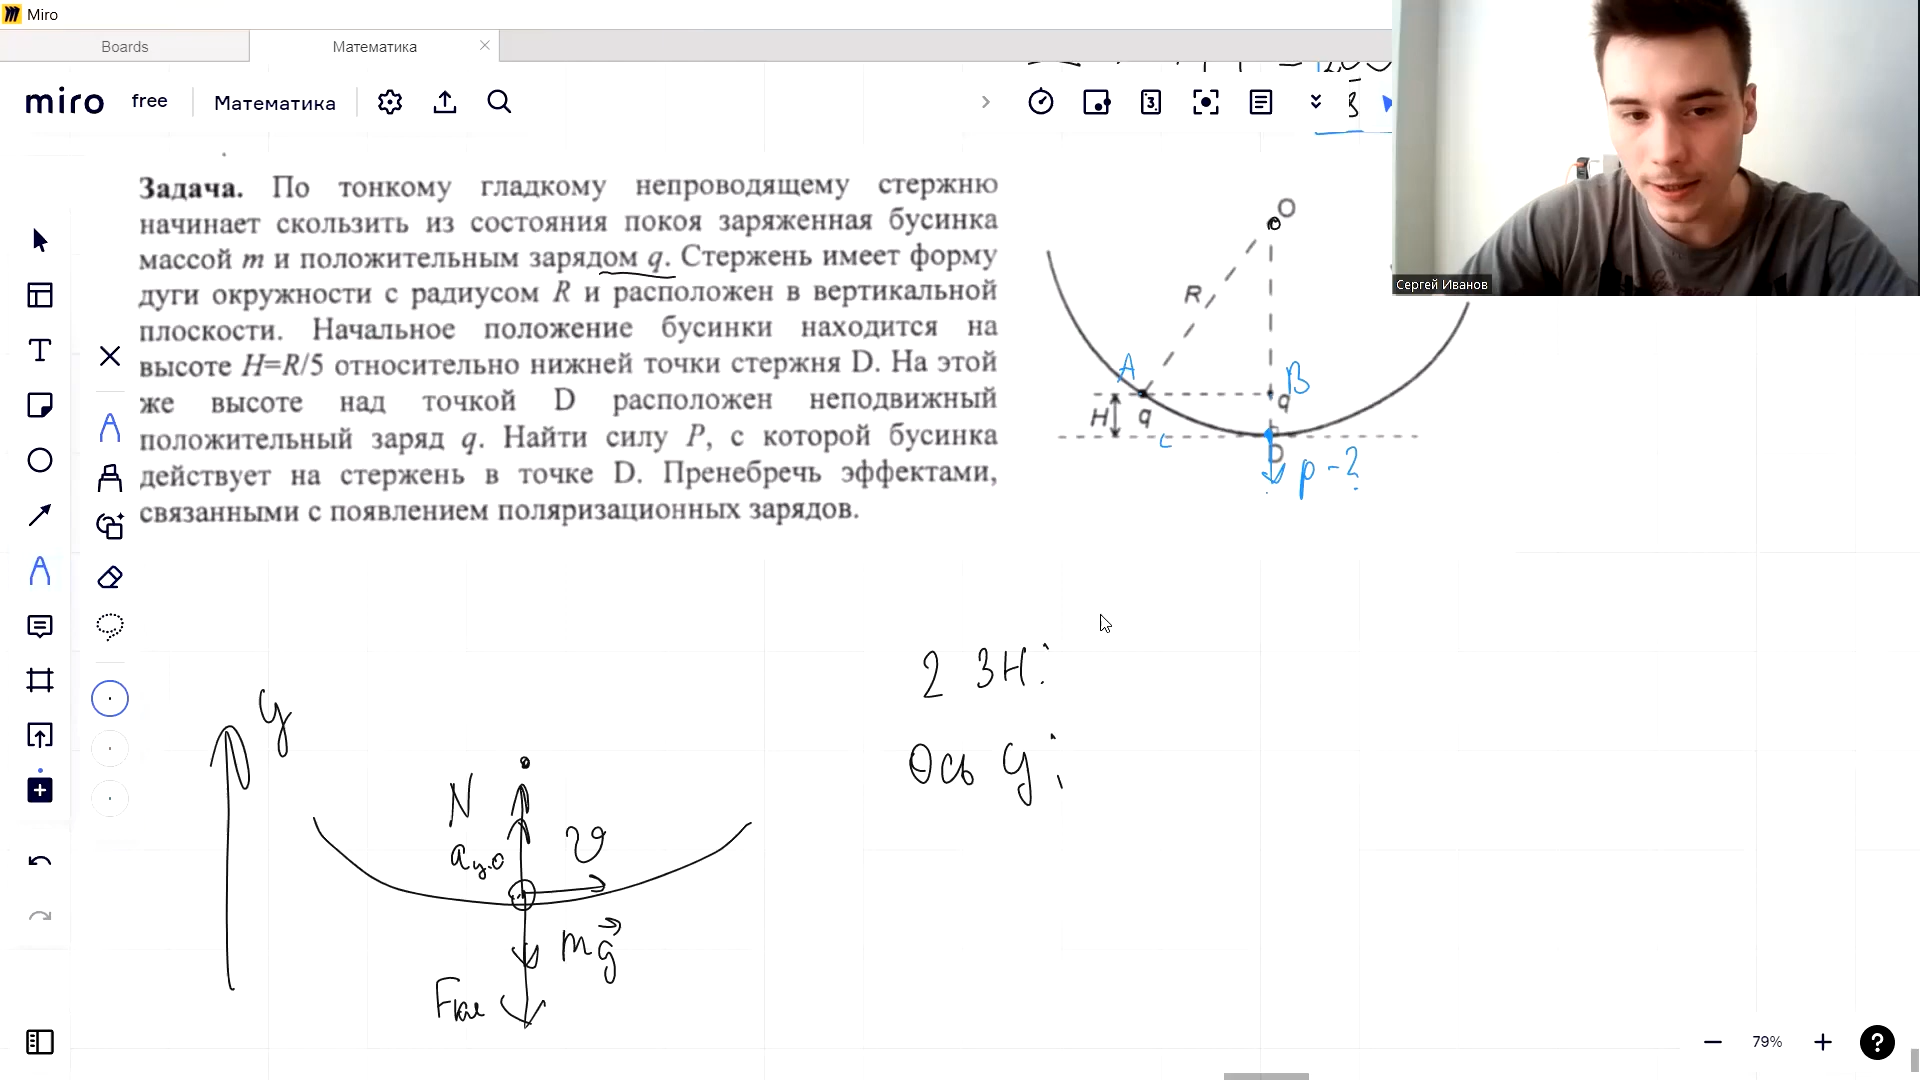 Miro
Boards
Математика
miro
free
Математика
3
Задача. По тонкому гладкому непроводящему стержню
начинает скользить из состояния покоя заряженная бусинка
массой m и положительным зарядом q. Стержень имеет форму
дуги окружности с радиусом R и расположен в вертикальной
плоскости. Начальное положение бусинки находится на
высоте H=R/5 относительно нижней точки стержня D. На этой
же высоте над точкой D расположен неподвижный
положительный заряд q. Найти силу P, с которой бусинка
действует на стержень в точке D. Пренебречь эффектами,
связанными с появлением поляризационных зарядов.
O
R
A
B
q
H
q
D
p - ?
Сергей Иванов
y
N
aу.о
υ
mg⃗
Fкл
2 ЗН:
Ось y:
79%
?